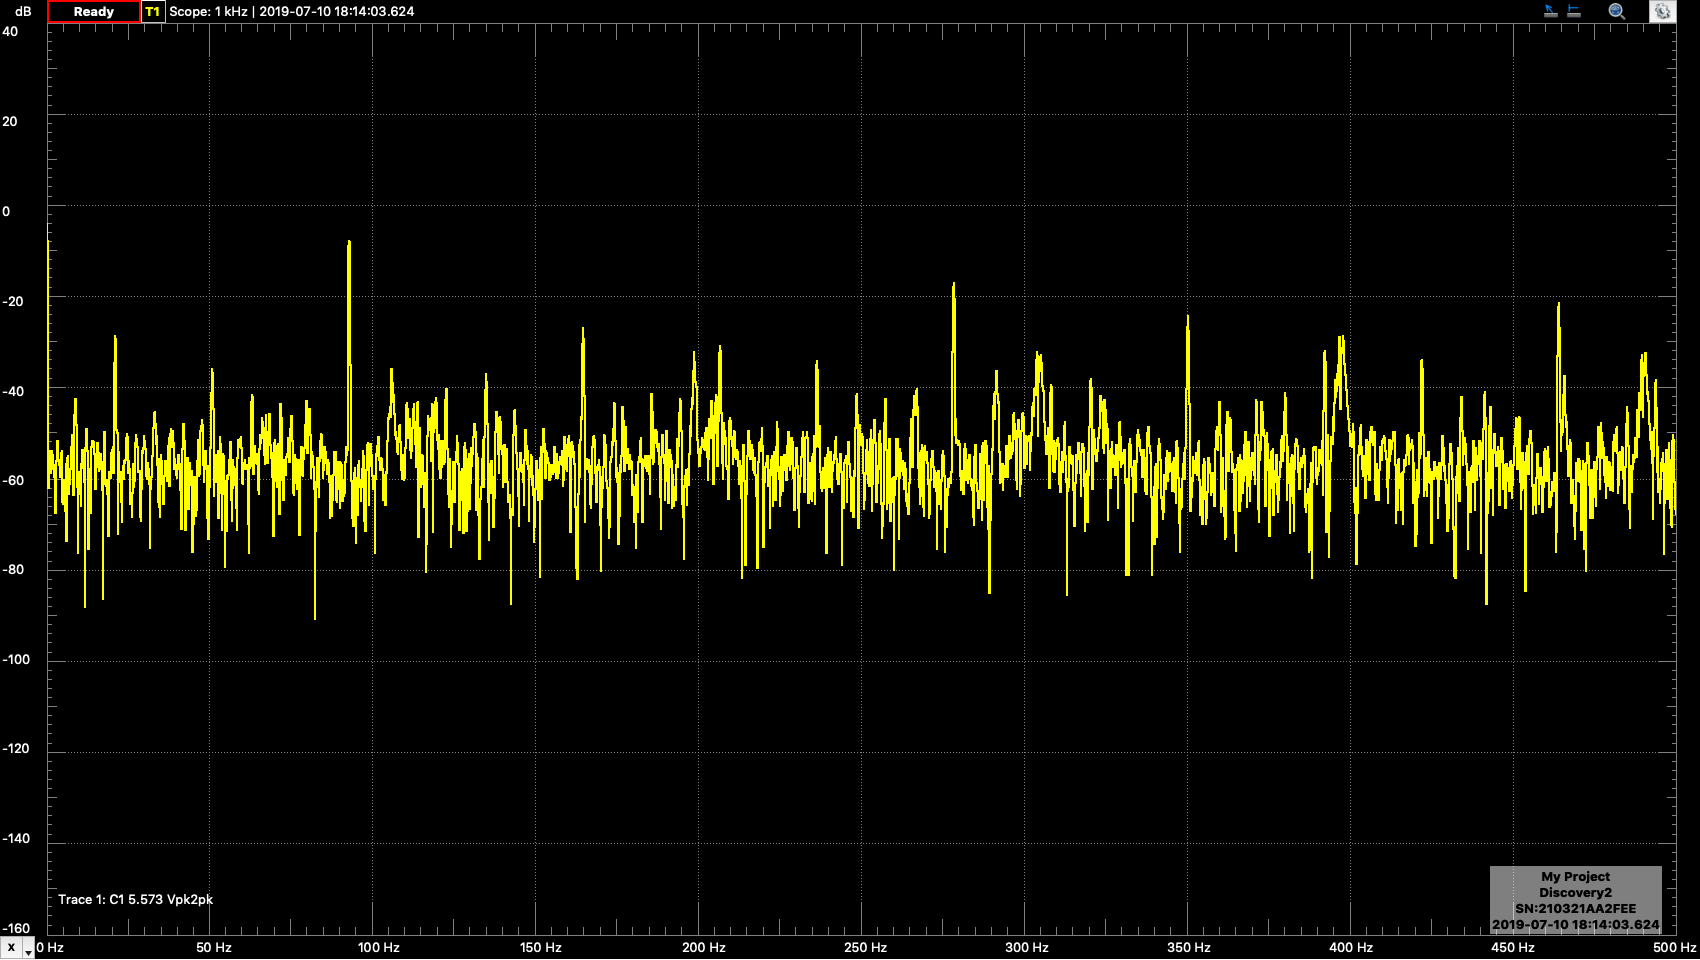 dB
Ready T1 Scope: 1 kHz | 2019-07-10 18:14:03.624
40
20
0
-20
-40
-60
-80
-100
-120
-140
-160
Trace 1: C1 5.573 Vpk2pk
My Project
Discovery2
SN:210321AA2FEE
2019-07-10 18:14:03.624
X 0 Hz 50 Hz 100 Hz 150 Hz 200 Hz 250 Hz 300 Hz 350 Hz 400 Hz 450 Hz 500 Hz